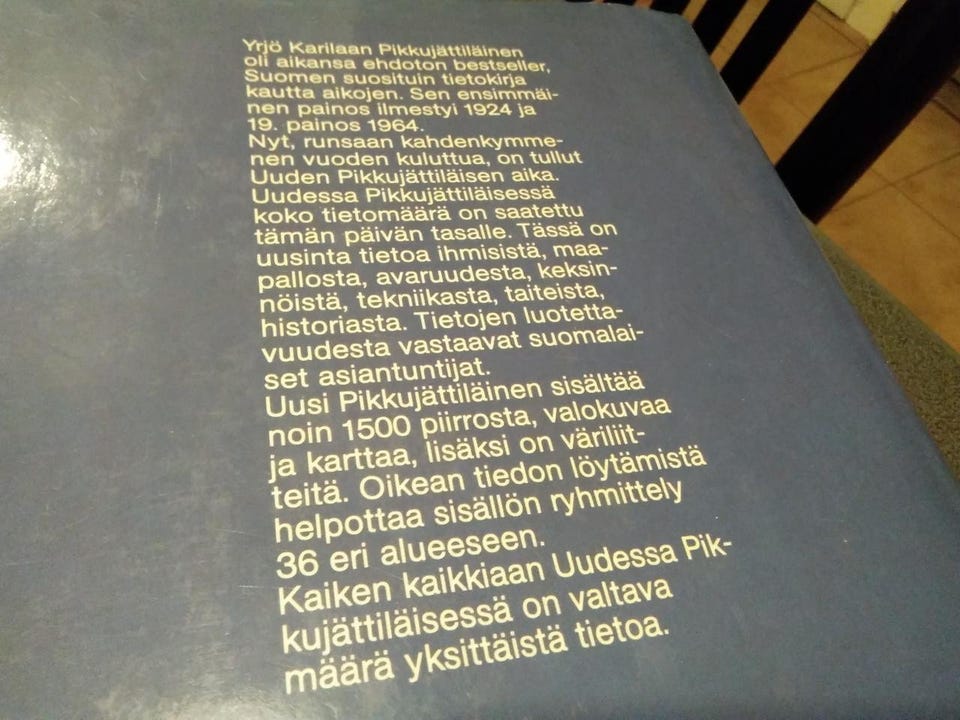 Yrjö Karilaan Pikkujättiläinen
oli aikansa ehdoton bestseller,
Suomen suosituin tietokirja
kautta aikojen. Sen ensimmäi-
nen painos ilmestyi 1924 ja
19. painos 1964.
Nyt, runsaan kahdenkymme-
nen vuoden kuluttua, on tullut
Uuden Pikkujättiläisen aika.
Uudessa Pikkujättiläisessä
koko tietomäärä on saatettu
tämän päivän tasalle. Tässä on
uusinta tietoa ihmisistä, maa-
pallosta, avaruudesta, keksin-
nöistä, tekniikasta, taiteista,
historiasta. Tietojen luotetta-
vuudesta vastaavat suomalai-
set asiantuntijat.
Uusi Pikkujättiläinen sisältää
noin 1500 piirrosta, valokuvaa
ja karttaa, lisäksi on väriliit-
teitä. Oikean tiedon löytämistä
helpottaa sisällön ryhmittely
36 eri alueeseen.
Kaiken kaikkiaan Uudessa Pik-
kujättiläisessä on valtava
määrä yksittäistä tietoa.